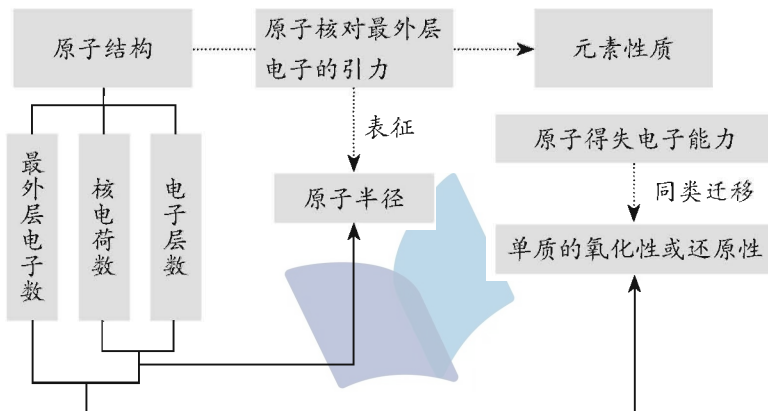 原子结构
原子核对最外层
电子的引力
元素性质
表征
原子得失电子能力
最外层电子数
核电荷数
电子层数
原子半径
同类迁移
单质的氧化性或还原性